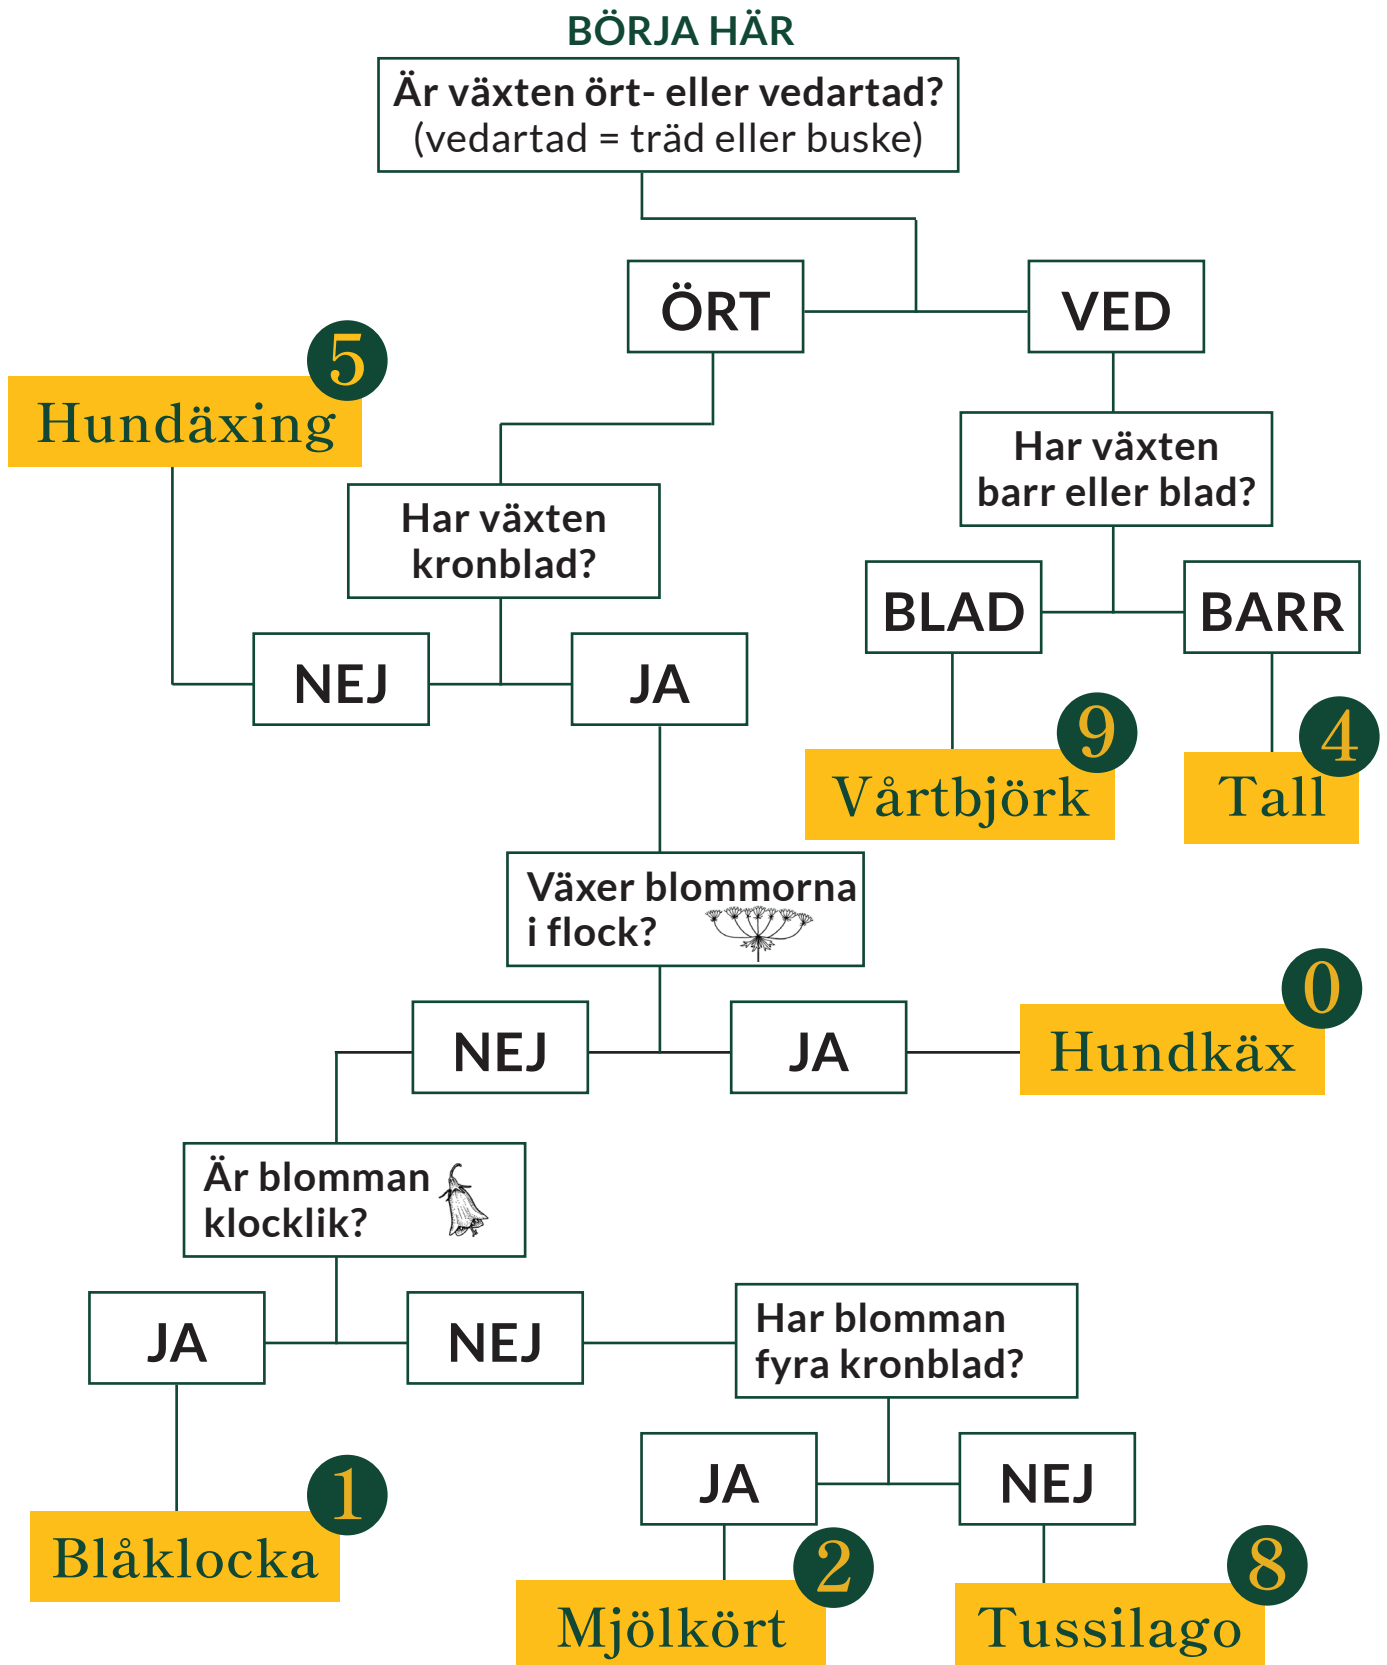 BÖRJA HÄR
Är växten ört- eller vedartad?
(vedartad = träd eller buske)
ÖRT
VED
5
Hundäxing
Har växten
barr eller blad?
Har växten
kronblad?
BLAD
BARR
NEJ
JA
9
Vårtbjörk
4
Tall
Växer blommorna
i flock?
0
Hundkäx
NEJ
JA
Är blomman
klocklik?
JA
NEJ
Har blomman
fyra kronblad?
JA
NEJ
1
Blåklocka
2
Mjölkört
8
Tussilago